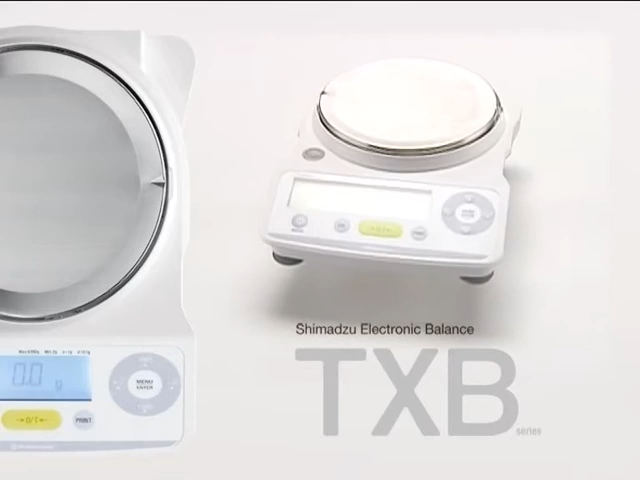 0.0 g
MENU
ENTER
→O/T←
PRINT
Shimadzu Electronic Balance
TXB
series